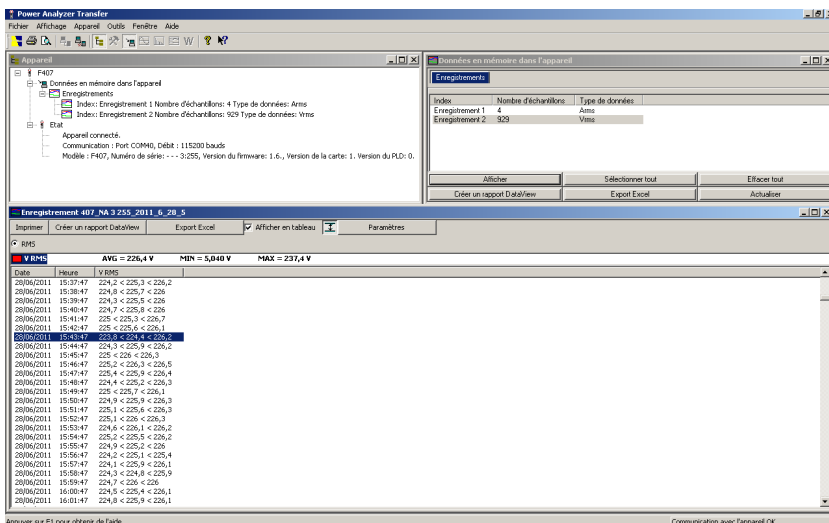 Power Analyzer Transfer
Fichier Affichage Appareil Outils Fenêtre Aide
Appareil
F407
Données en mémoire dans l'appareil
Enregistrements
Index: Enregistrement 1 Nombre d'échantillons: 4 Type de données: Arms
Index: Enregistrement 2 Nombre d'échantillons: 929 Type de données: Vrms
Etat
Appareil connecté.
Communication : Port COM40, Débit : 115200 bauds
Modèle : F407, Numéro de série: - - - 3:255, Version du firmware: 1.6., Version de la carte: 1. Version du PLD: 0.
Données en mémoire dans l'appareil
Enregistrements
Index Nombre d'échantillons Type de données
Enregistrement 1 4 Arms
Enregistrement 2 929 Vrms
Afficher Sélectionner tout Effacer tout
Créer un rapport DataView Export Excel Actualiser
Enregistrement 407_NA 3 255_2011_6_28_5
Imprimer Créer un rapport DataView Export Excel Afficher en tableau Paramètres
RMS
V RMS AVG = 226,4 V MIN = 5,040 V MAX = 237,4 V
Date Heure V RMS
28/06/2011 15:37:47 224,2 < 225,3 < 226,2
28/06/2011 15:38:47 224,8 < 225,7 < 226
28/06/2011 15:39:47 224,3 < 225,5 < 226
28/06/2011 15:40:47 224,7 < 225,8 < 226
28/06/2011 15:41:47 225 < 225,3 < 226,7
28/06/2011 15:42:47 225 < 225,6 < 226,1
28/06/2011 15:43:47 223,8 < 224,4 < 226,2
28/06/2011 15:44:47 224,3 < 225,9 < 226,2
28/06/2011 15:45:47 225 < 226 < 226,3
28/06/2011 15:46:47 225,2 < 226,3 < 226,5
28/06/2011 15:47:47 225,4 < 225,9 < 226,4
28/06/2011 15:48:47 224,4 < 225,2 < 226,3
28/06/2011 15:49:47 225 < 225,7 < 226,1
28/06/2011 15:50:47 224,9 < 225,9 < 226,3
28/06/2011 15:51:47 225,1 < 225,6 < 226,3
28/06/2011 15:52:47 225,1 < 226 < 226,3
28/06/2011 15:53:47 224,6 < 226,1 < 226,2
28/06/2011 15:54:47 225,2 < 225,5 < 226,2
28/06/2011 15:55:47 224,9 < 225,2 < 226
28/06/2011 15:56:47 224,2 < 225,1 < 225,4
28/06/2011 15:57:47 224,1 < 225,9 < 226,1
28/06/2011 15:58:47 224,3 < 224,8 < 225,9
28/06/2011 15:59:47 224,7 < 226 < 226
28/06/2011 16:00:47 224,5 < 225,4 < 226,1
28/06/2011 16:01:47 224,8 < 225,9 < 226,1
Appuyer sur F1 pour obtenir de l'aide. Communication avec l'appareil OK